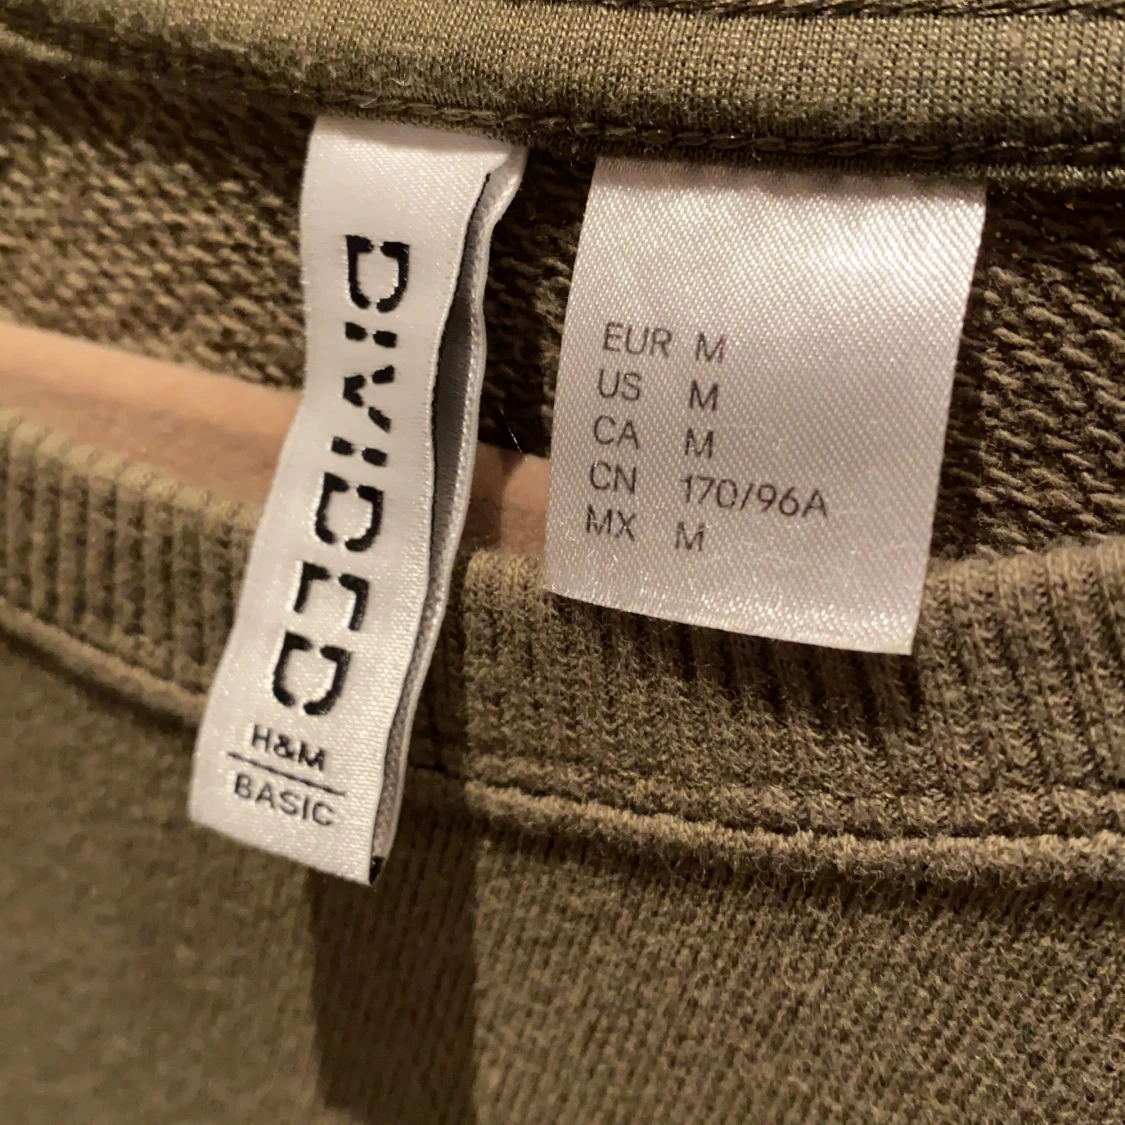 DIVIDED
H&M
BASIC
EUR M
US M
CA M
CN 170/96A
MX M